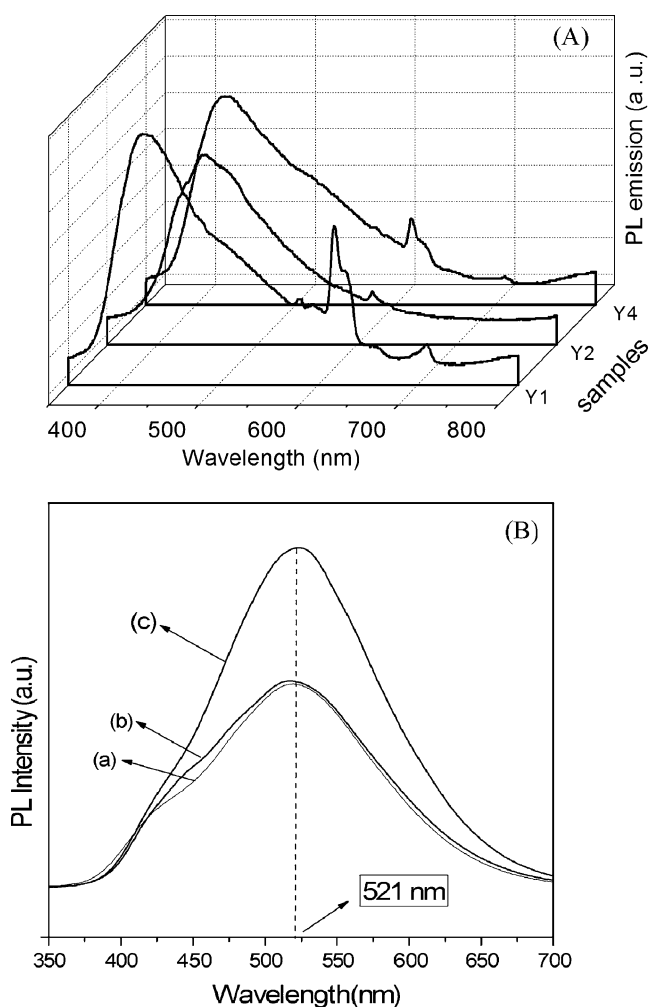 (A)
PL emission (a .u.)
Y4
Y2
Y1
samples
400 500 600 700 800
Wavelength (nm)
(B)
(c)
(b)
(a)
PL Intensity (a.u.)
521 nm
350 400 450 500 550 600 650 700
Wavelength(nm)